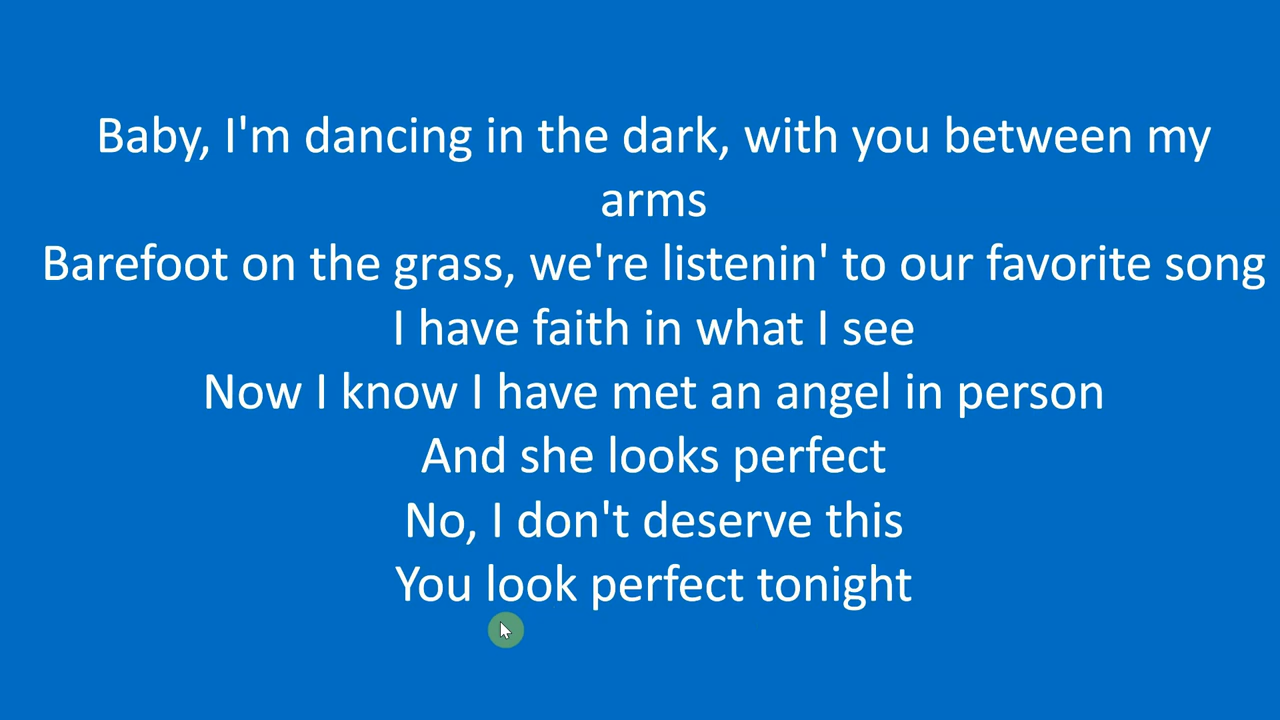 Baby, I'm dancing in the dark, with you between my
arms
Barefoot on the grass, we're listenin' to our favorite song
I have faith in what I see
Now I know I have met an angel in person
And she looks perfect
No, I don't deserve this
You look perfect tonight